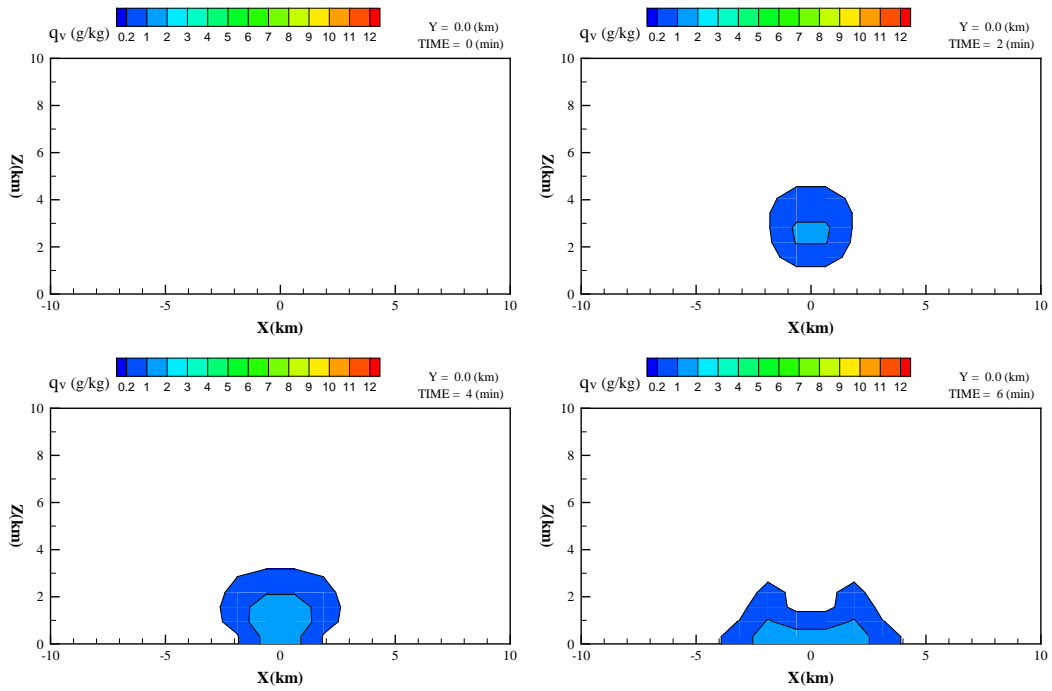 q_v (g/kg) 0.2 1 2 3 4 5 6 7 8 9 10 11 12
Y = 0.0 (km)
TIME = 0 (min)
10
8
6
4
2
0
Z(km)
-10 -5 0 5 10
X(km)
q_v (g/kg) 0.2 1 2 3 4 5 6 7 8 9 10 11 12
Y = 0.0 (km)
TIME = 2 (min)
10
8
6
4
2
0
Z(km)
-10 -5 0 5 10
X(km)
q_v (g/kg) 0.2 1 2 3 4 5 6 7 8 9 10 11 12
Y = 0.0 (km)
TIME = 4 (min)
10
8
6
4
2
0
Z(km)
-10 -5 0 5 10
X(km)
q_v (g/kg) 0.2 1 2 3 4 5 6 7 8 9 10 11 12
Y = 0.0 (km)
TIME = 6 (min)
10
8
6
4
2
0
Z(km)
-10 -5 0 5 10
X(km)